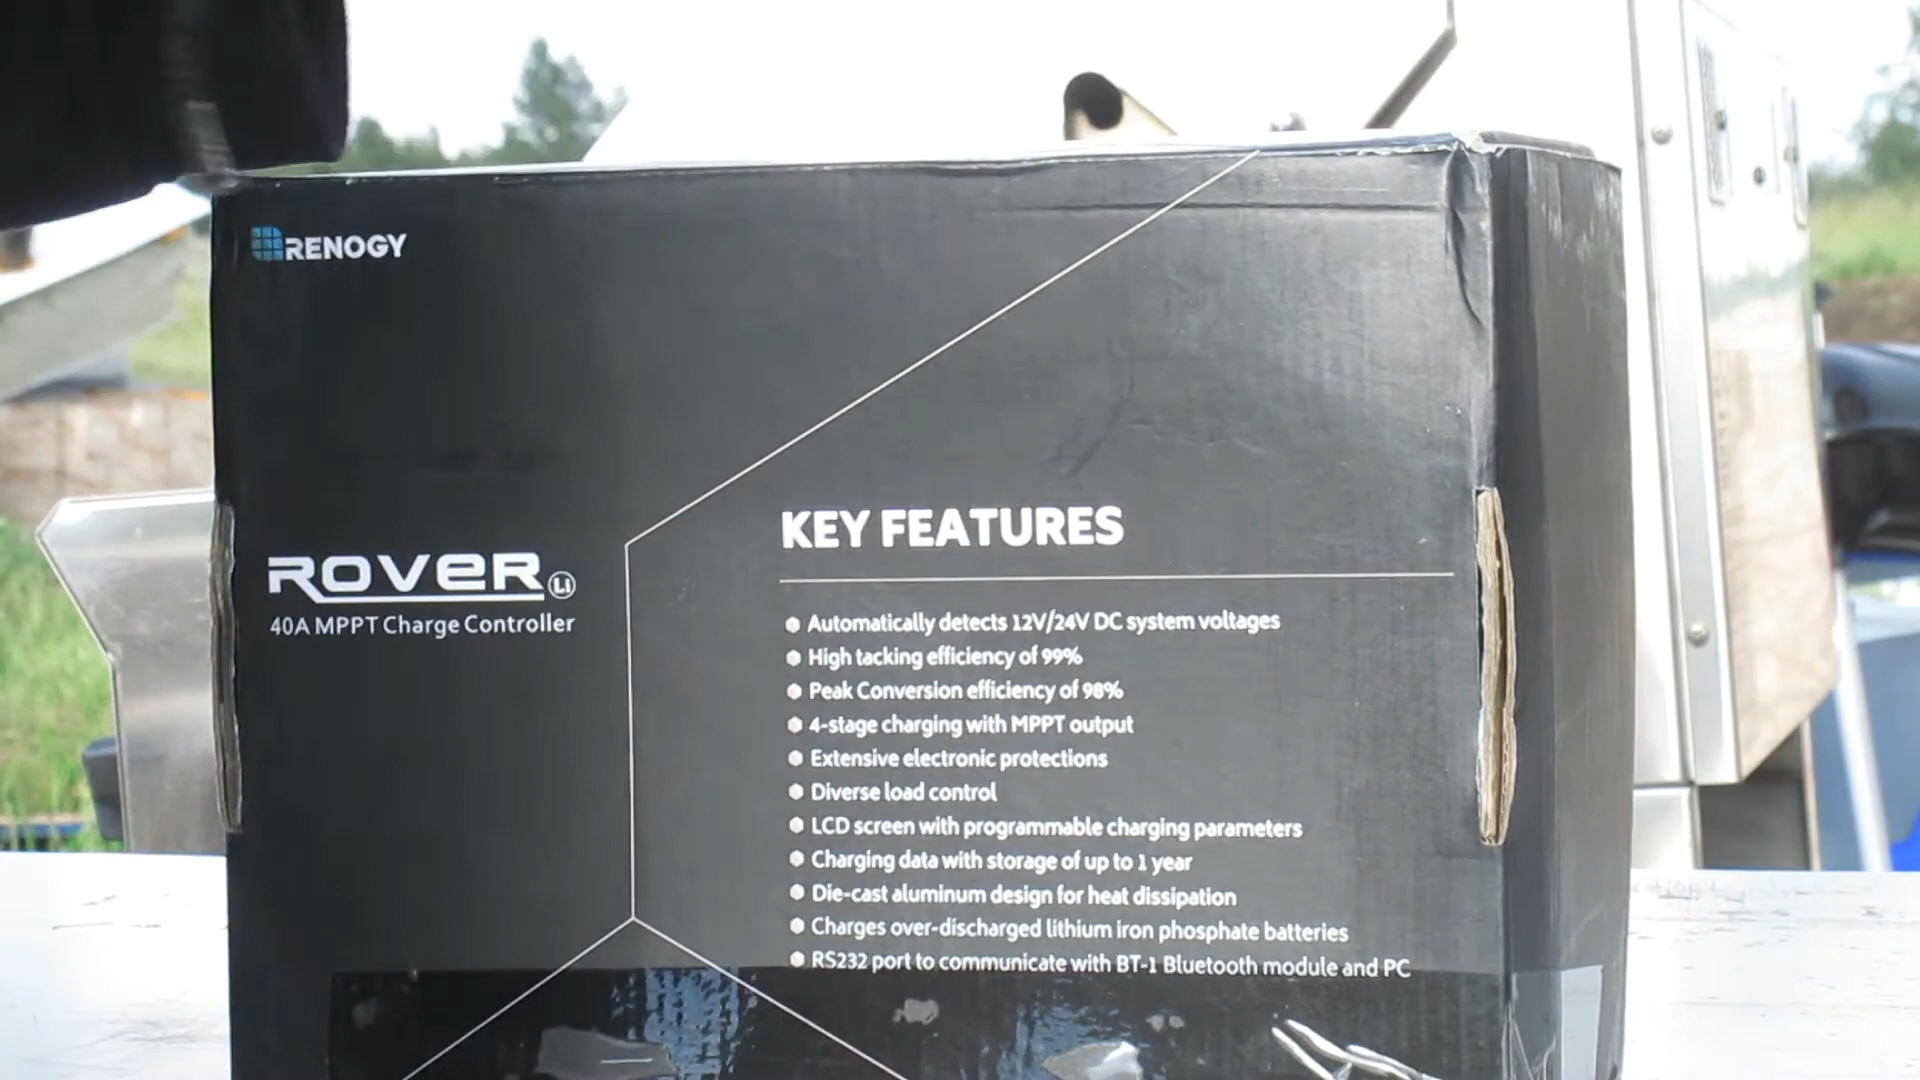 RENOGY
ROVER Li
40A MPPT Charge Controller
KEY FEATURES
Automatically detects 12V/24V DC system voltages
High tacking efficiency of 99%
Peak Conversion efficiency of 98%
4-stage charging with MPPT output
Extensive electronic protections
Diverse load control
LCD screen with programmable charging parameters
Charging data with storage of up to 1 year
Die-cast aluminum design for heat dissipation
Charges over-discharged lithium iron phosphate batteries
RS232 port to communicate with BT-1 Bluetooth module and PC